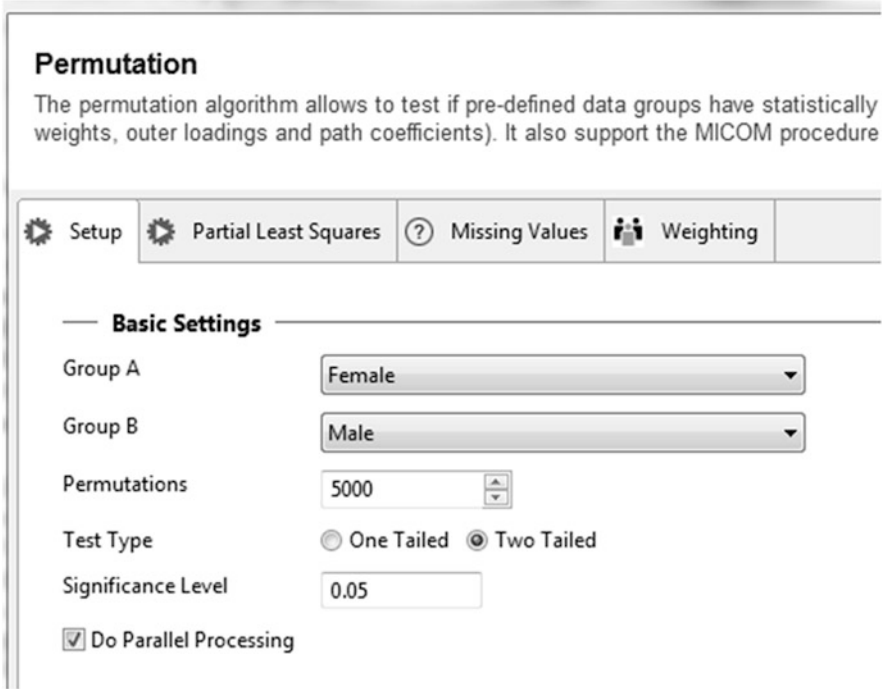 Permutation
The permutation algorithm allows to test if pre-defined data groups have statistically
weights, outer loadings and path coefficients). It also support the MICOM procedure
Setup Partial Least Squares ? Missing Values Weighting
Basic Settings
Group A Female
Group B Male
Permutations 5000
Test Type One Tailed Two Tailed
Significance Level 0.05
Do Parallel Processing